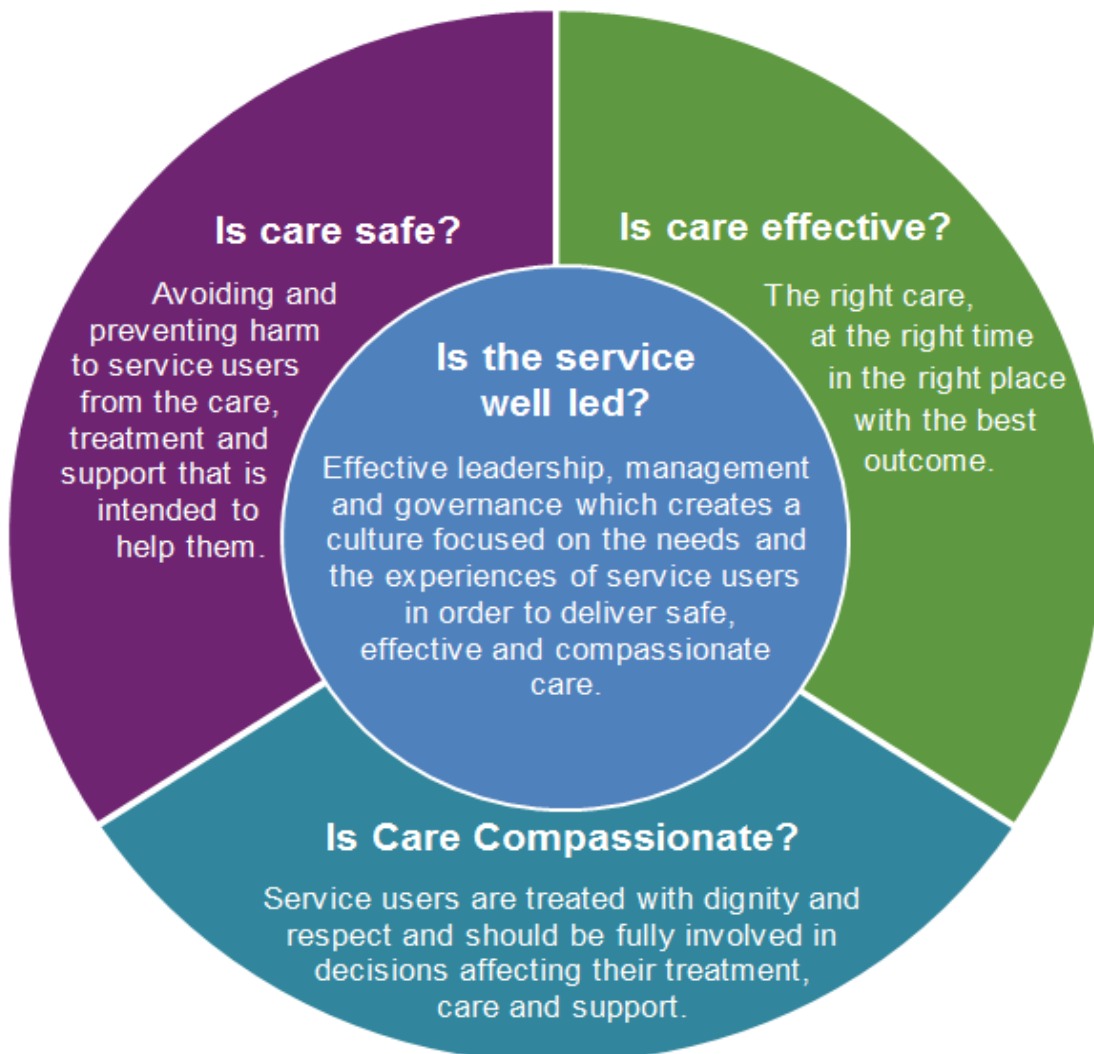 Is care safe?
Avoiding and
preventing harm
to service users
from the care,
treatment and
support that is
intended to
help them.
Is care effective?
The right care,
at the right time
in the right place
with the best
outcome.
Is the service
well led?
Effective leadership, management
and governance which creates a
culture focused on the needs and
the experiences of service users
in order to deliver safe,
effective and compassionate
care.
Is Care Compassionate?
Service users are treated with dignity and
respect and should be fully involved in
decisions affecting their treatment,
care and support.